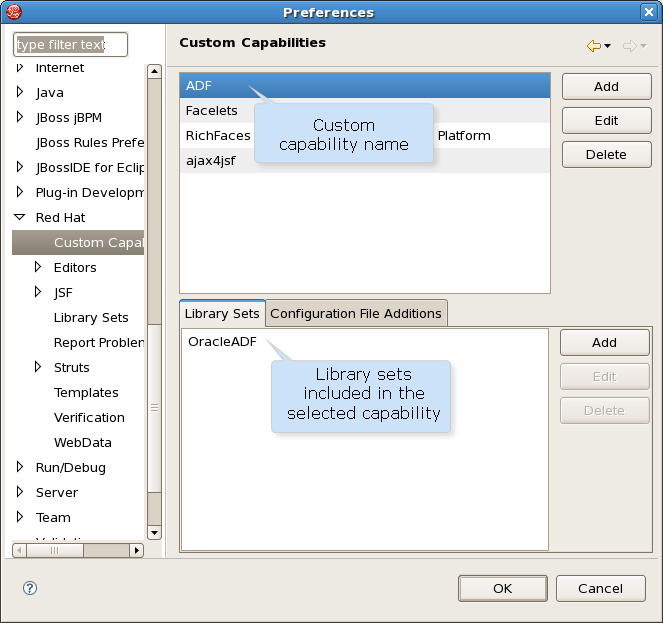 Preferences
type filter text
Internet
Java
JBoss jBPM
JBoss Rules Prefe
JBossIDE for Eclip
Plug-in Developm
Red Hat
Custom Capal
Editors
JSF
Library Sets
Report Problem
Struts
Templates
Verification
WebData
Run/Debug
Server
Team
Custom Capabilities
ADF
Facelets
RichFaces Platform
ajax4jsf
Custom
capability name
Add
Edit
Delete
Library Sets Configuration File Additions
OracleADF
Library sets
included in the
selected capability
Add
Edit
Delete
?
OK Cancel